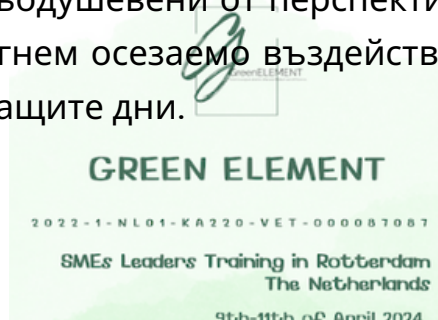 водушевени от перспекти
гнем осезаемо въздейств
ащите дни.
GreenELEMENT
GREEN ELEMENT
2022-1-NL01-KA220-VET-000087087
SMEs Leaders Training in Rotterdam
The Netherlands
9th-11th of April 2024